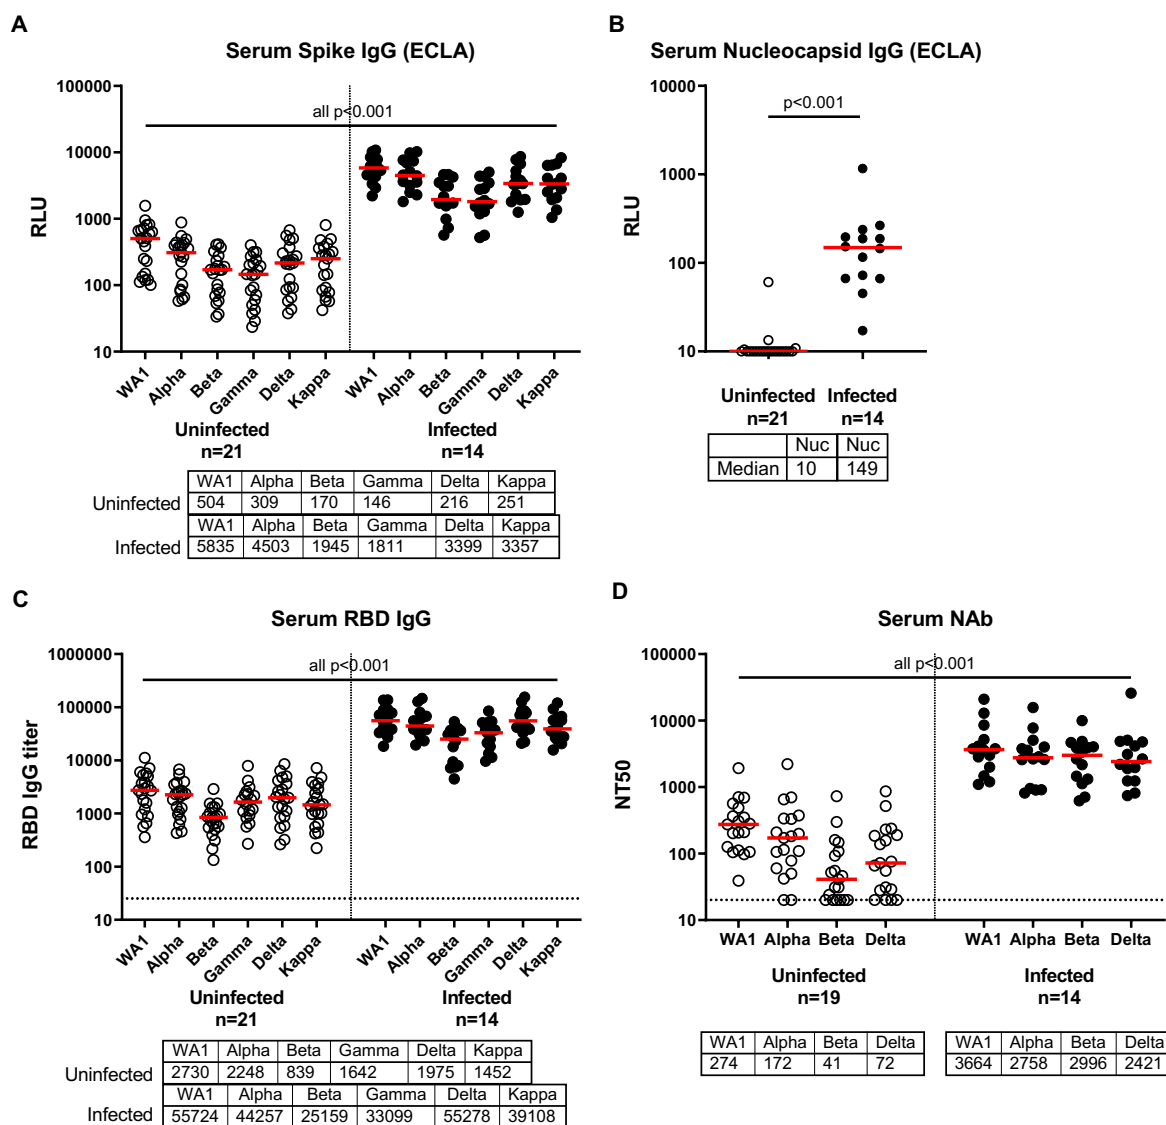 A
Serum Spike IgG (ECLA)
100000
10000
1000
100
10
RLU
all p<0.001
WA1 Alpha Beta Gamma Delta Kappa WA1 Alpha Beta Gamma Delta Kappa
Uninfected Infected
n=21 n=14
WA1 Alpha Beta Gamma Delta Kappa
Uninfected 504 309 170 146 216 251
WA1 Alpha Beta Gamma Delta Kappa
Infected 5835 4503 1945 1811 3399 3357
B
Serum Nucleocapsid IgG (ECLA)
10000
1000
100
10
RLU
p<0.001
Uninfected Infected
n=21 n=14
Nuc Nuc
Median 10 149
C
Serum RBD IgG
1000000
100000
10000
1000
100
10
RBD IgG titer
all p<0.001
WA1 Alpha Beta Gamma Delta Kappa WA1 Alpha Beta Gamma Delta Kappa
Uninfected Infected
n=21 n=14
WA1 Alpha Beta Gamma Delta Kappa
Uninfected 2730 2248 839 1642 1975 1452
WA1 Alpha Beta Gamma Delta Kappa
Infected 55724 44257 25159 33099 55278 39108
D
Serum NAb
100000
10000
1000
100
10
NT50
all p<0.001
WA1 Alpha Beta Delta WA1 Alpha Beta Delta
Uninfected Infected
n=19 n=14
WA1 Alpha Beta Delta WA1 Alpha Beta Delta
274 172 41 72 3664 2758 2996 2421